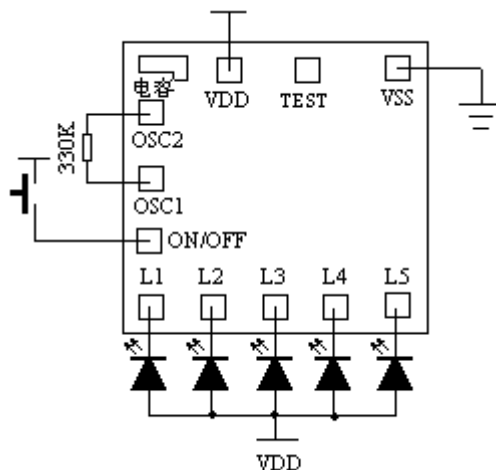 电容
VDD
TEST
VSS
OSC2
330K
OSC1
ON/OFF
L1 L2 L3 L4 L5
VDD